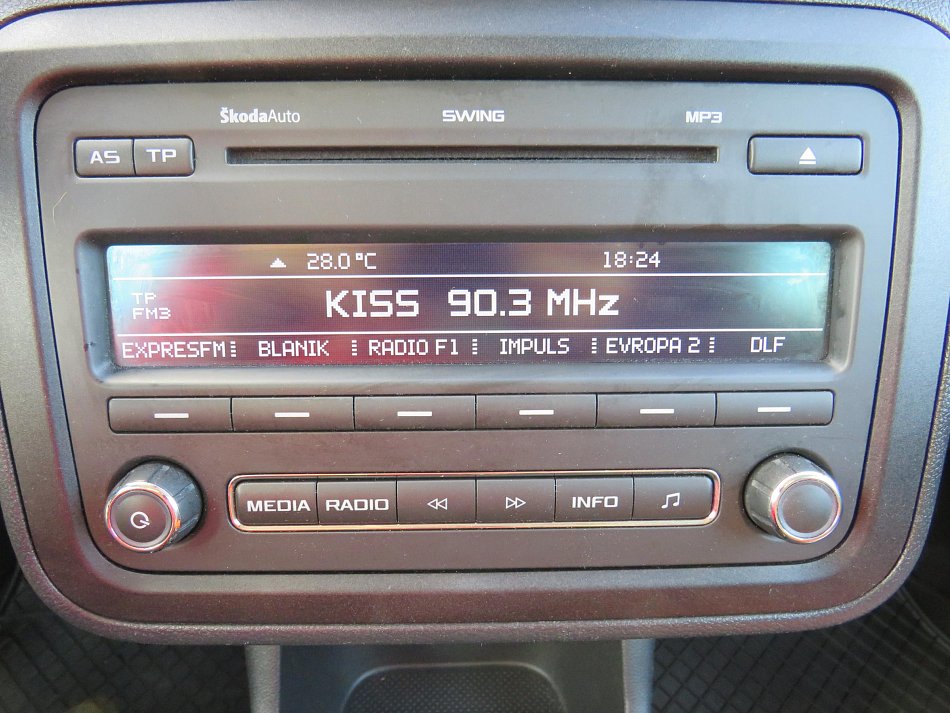 ŠkodaAuto SWING MP3
AS TP
28.0 °C 18:24
TP
FM3
KISS 90.3 MHz
EXPRESFM BLANIK RADIO F1 IMPULS EVROPA 2 DLF
MEDIA RADIO INFO